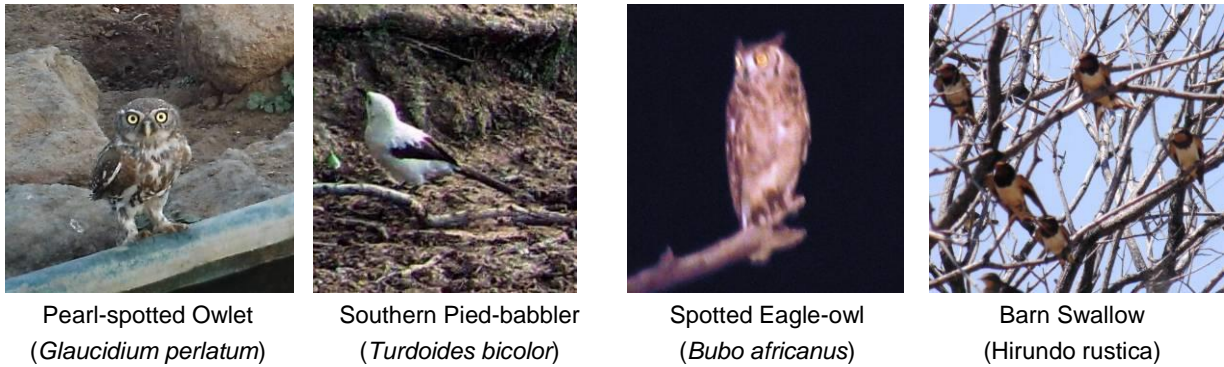 Pearl-spotted Owlet
(Glaucidium perlatum)
Southern Pied-babbler
(Turdoides bicolor)
Spotted Eagle-owl
(Bubo africanus)
Barn Swallow
(Hirundo rustica)